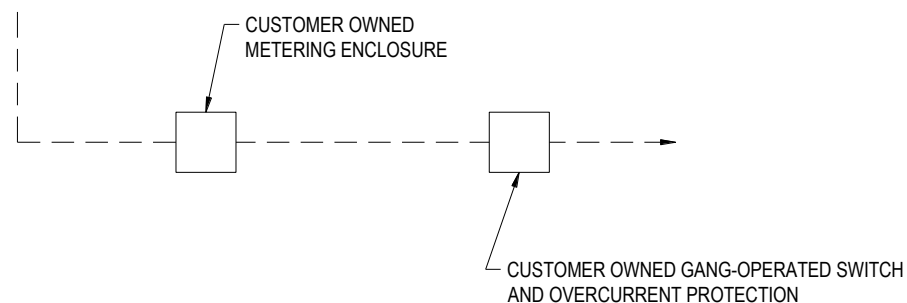 CUSTOMER OWNED
METERING ENCLOSURE
CUSTOMER OWNED GANG-OPERATED SWITCH
AND OVERCURRENT PROTECTION